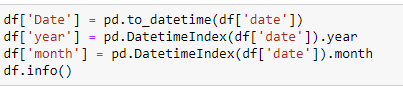 df['Date'] = pd.to_datetime(df['date'])
df['year'] = pd.DatetimeIndex(df['date']).year
df['month'] = pd.DatetimeIndex(df['date']).month
df.info()